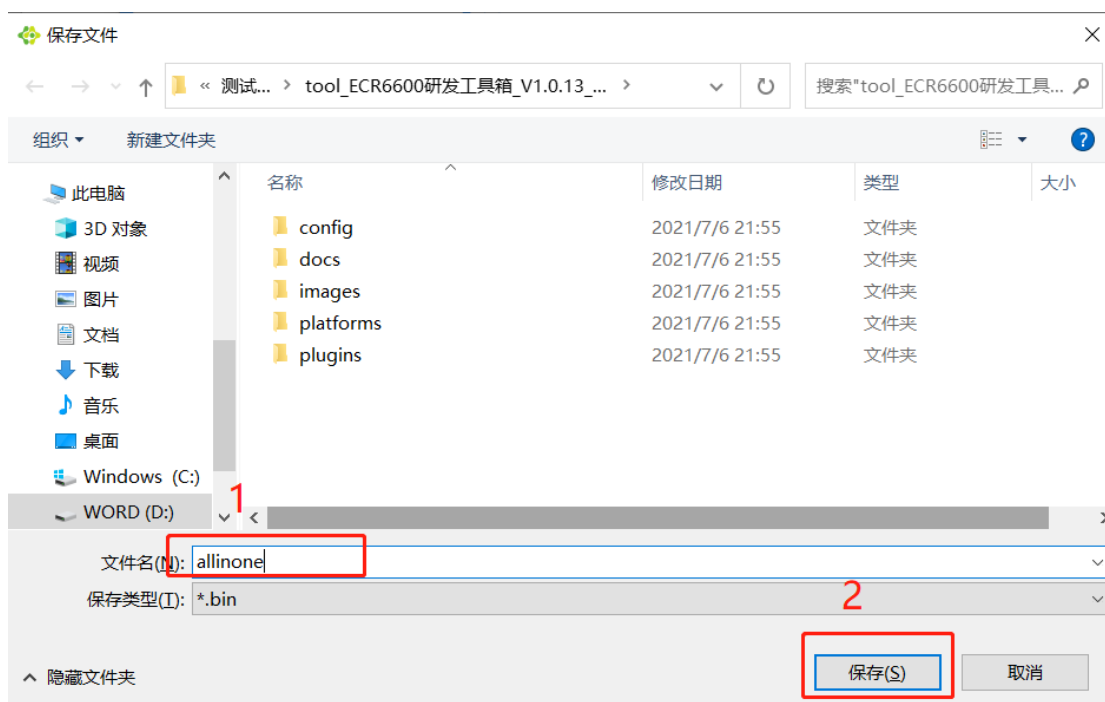 保存文件
« 测试... > tool_ECR6600研发工具箱_V1.0.13_... >
搜索"tool_ECR6600研发工具...
组织 新建文件夹 ?
此电脑
3D 对象
视频
图片
文档
下载
音乐
桌面
Windows (C:)
WORD (D:)
名称 修改日期 类型 大小
config 2021/7/6 21:55 文件夹
docs 2021/7/6 21:55 文件夹
images 2021/7/6 21:55 文件夹
platforms 2021/7/6 21:55 文件夹
plugins 2021/7/6 21:55 文件夹
1
文件名(N): allinone
保存类型(T): *.bin
2
隐藏文件夹 保存(S) 取消